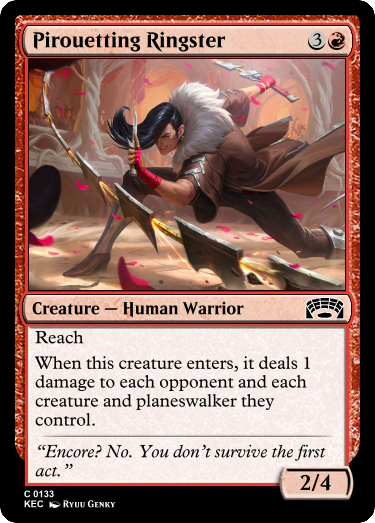 Pirouetting Ringster 3
Creature — Human Warrior
Reach
When this creature enters, it deals 1
damage to each opponent and each
creature and planeswalker they
control.
“Encore? No. You don’t survive the first
act.”
2/4
C 0133
KEC Ryuu Genky